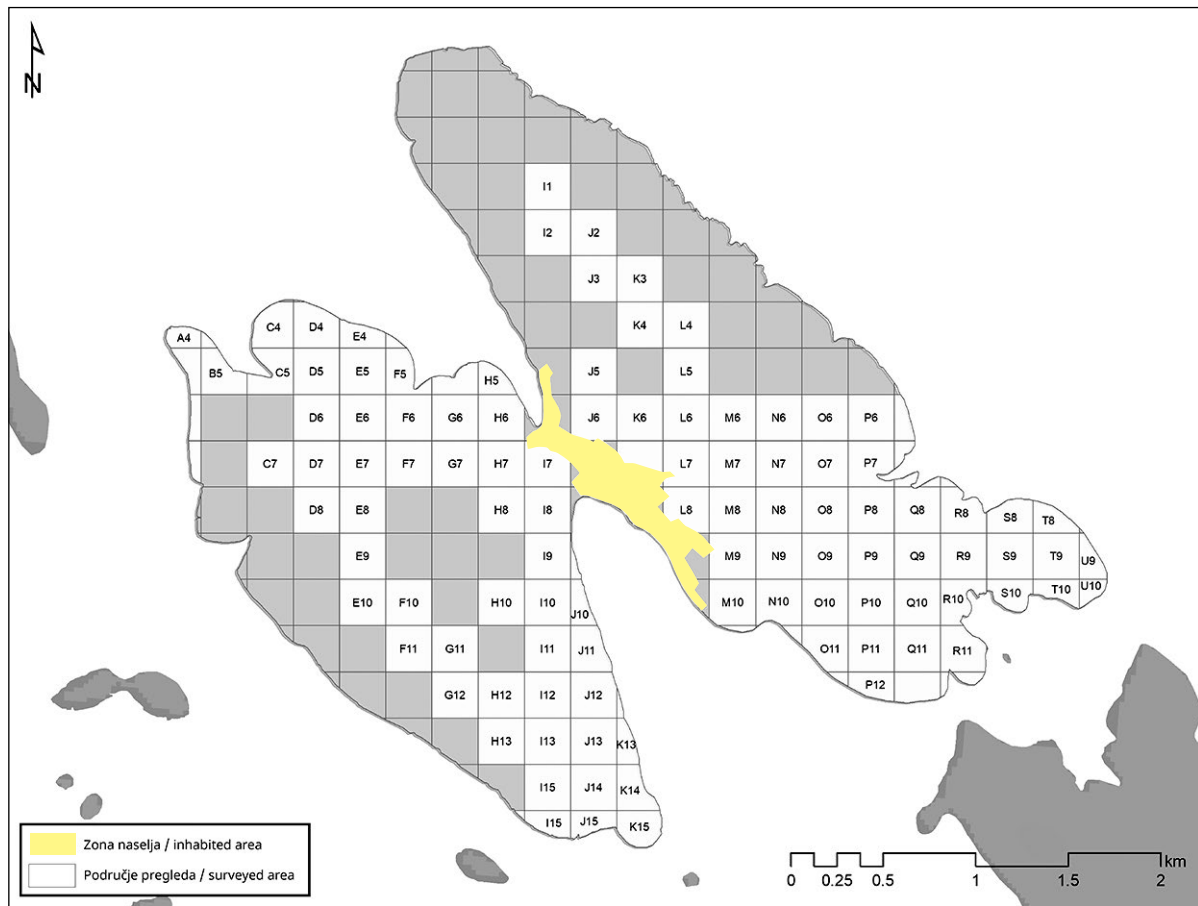 N
I1
I2 J2
J3 K3
A4 C4 D4 E4 K4 L4
B5 C5 D5 E5 F5 H5 J5 L5
D6 E6 F6 G6 H6 J6 K6 L6 M6 N6 O6 P6
C7 D7 E7 F7 G7 H7 I7 L7 M7 N7 O7 P7
D8 E8 H8 I8 L8 M8 N8 O8 P8 Q8 R8 S8 T8
E9 I9 M9 N9 O9 P9 Q9 R9 S9 T9 U9
E10 F10 H10 I10 J10 M10 N10 O10 P10 Q10 R10 S10 T10 U10
F11 G11 I11 J11 O11 P11 Q11 R11
G12 H12 I12 J12 P12
H13 I13 J13 K13
I15 J14 K14
I15 J15 K15
Zona naselja / inhabited area
Područje pregleda / surveyed area
km
0 0.25 0.5 1 1.5 2